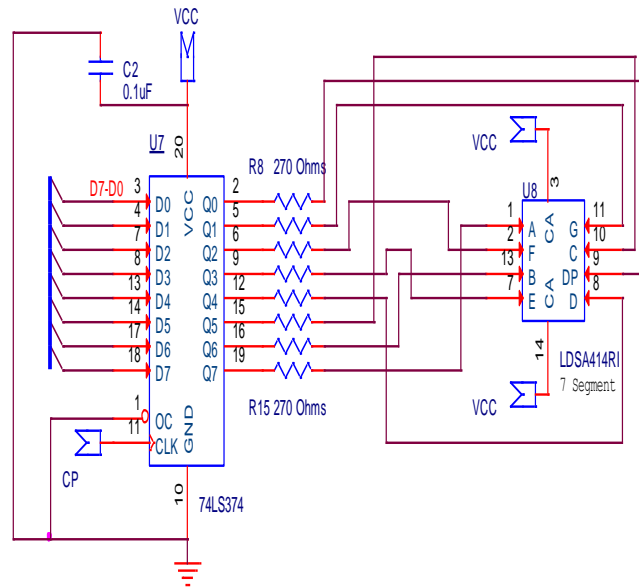 VCC
C2
0.1uF
U7
20
R8 270 Ohms
VCC
3
U8
D7-D0
3 D0 VCC Q0 2
4 D1 Q1 5
7 D2 Q2 6
8 D3 Q3 9
13 D4 Q4 12
14 D5 Q5 15
17 D6 Q6 16
18 D7 Q7 19
1 OC
11 CLK GND
1 A CA G 11
2 F C 10
13 B DP 9
7 E CA D 8
14
LDSA414RI
7 Segment
VCC
R15 270 Ohms
CP
10
74LS374